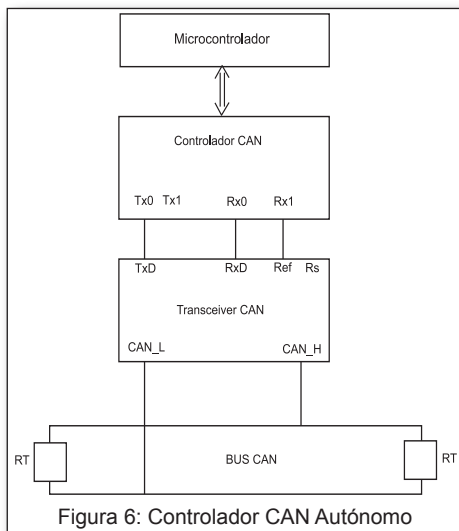 Microcontrolador
Controlador CAN
Tx0 Tx1 Rx0 Rx1
TxD RxD Ref Rs
Transceiver CAN
CAN_L CAN_H
RT BUS CAN RT
Figura 6: Controlador CAN Autónomo